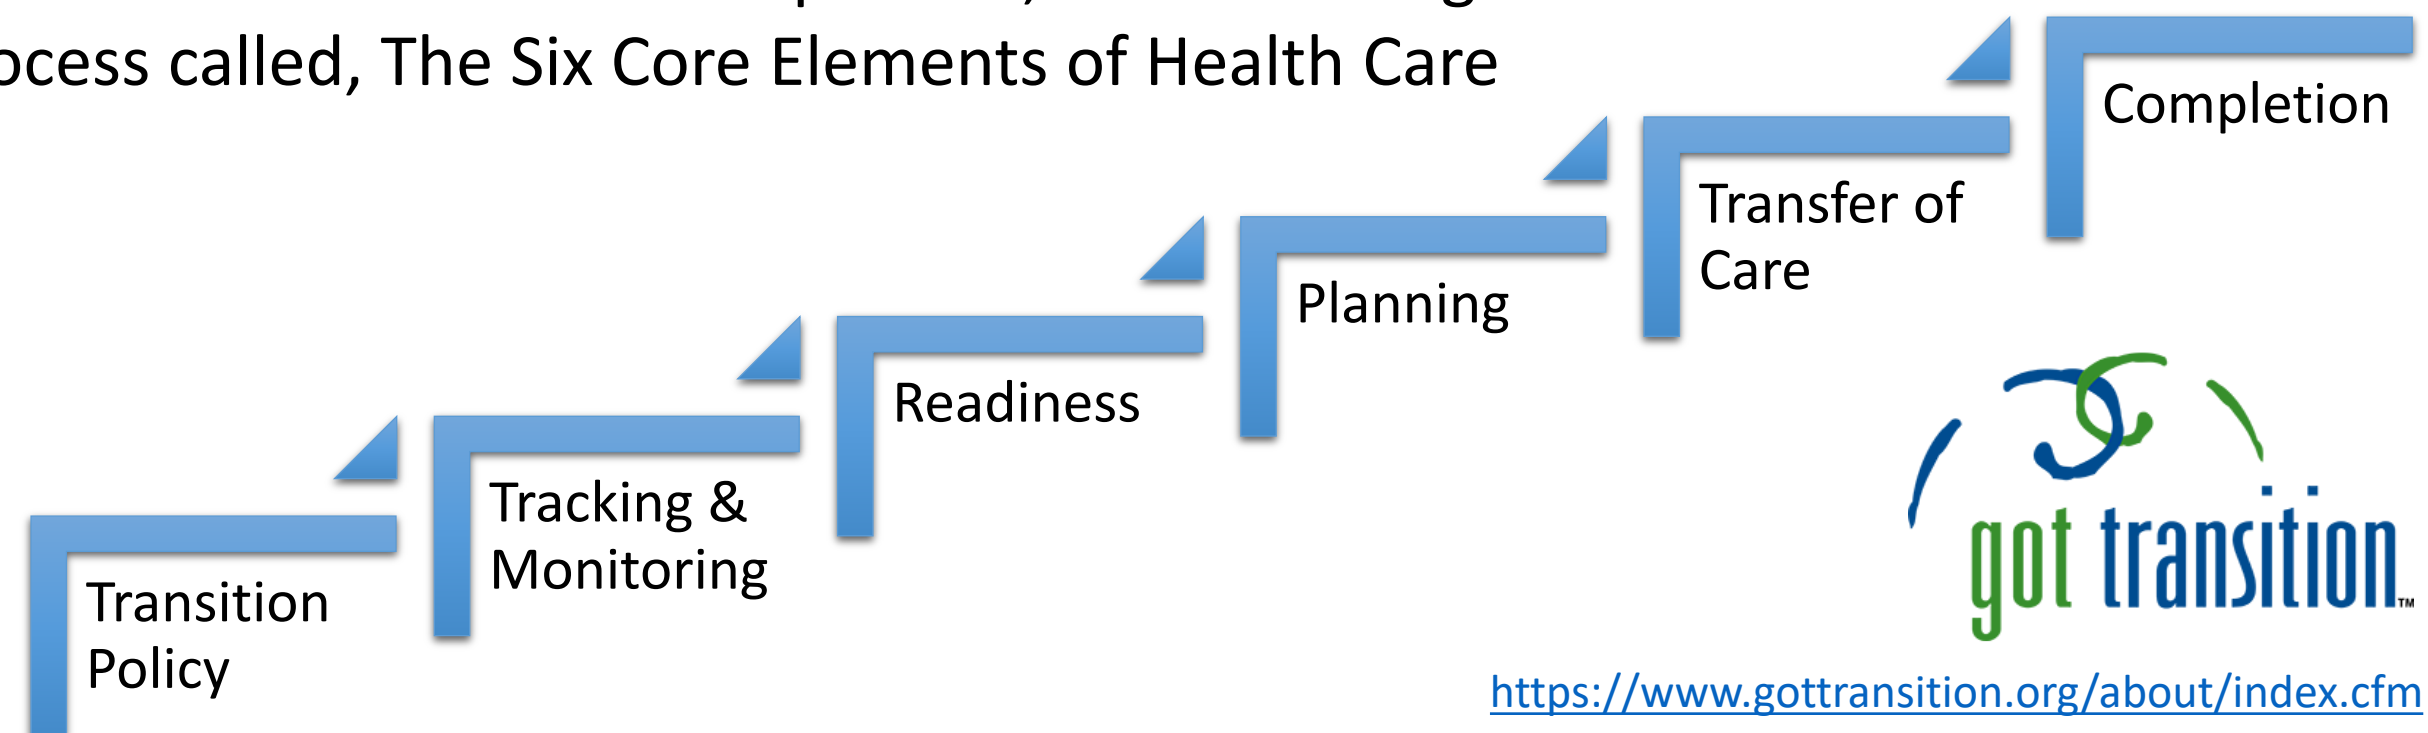 ocess called, The Six Core Elements of Health Care
Completion
Transfer of
Care
Planning
Readiness
Tracking &
Monitoring
Transition
Policy
got transition™
https://www.gottransition.org/about/index.cfm